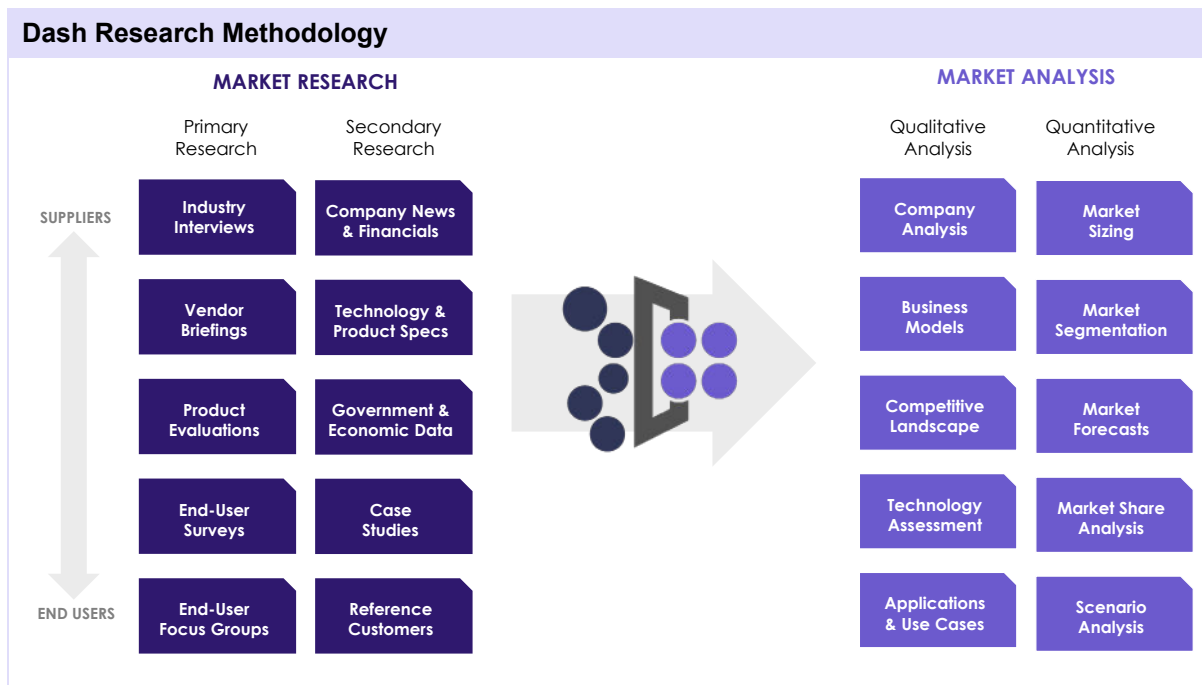 Dash Research Methodology
MARKET RESEARCH
Primary
Research
Secondary
Research
SUPPLIERS
END USERS
Industry
Interviews
Company News
& Financials
Vendor
Briefings
Technology &
Product Specs
Product
Evaluations
Government &
Economic Data
End-User
Surveys
Case
Studies
End-User
Focus Groups
Reference
Customers
MARKET ANALYSIS
Qualitative
Analysis
Quantitative
Analysis
Company
Analysis
Market
Sizing
Business
Models
Market
Segmentation
Competitive
Landscape
Market
Forecasts
Technology
Assessment
Market Share
Analysis
Applications
& Use Cases
Scenario
Analysis